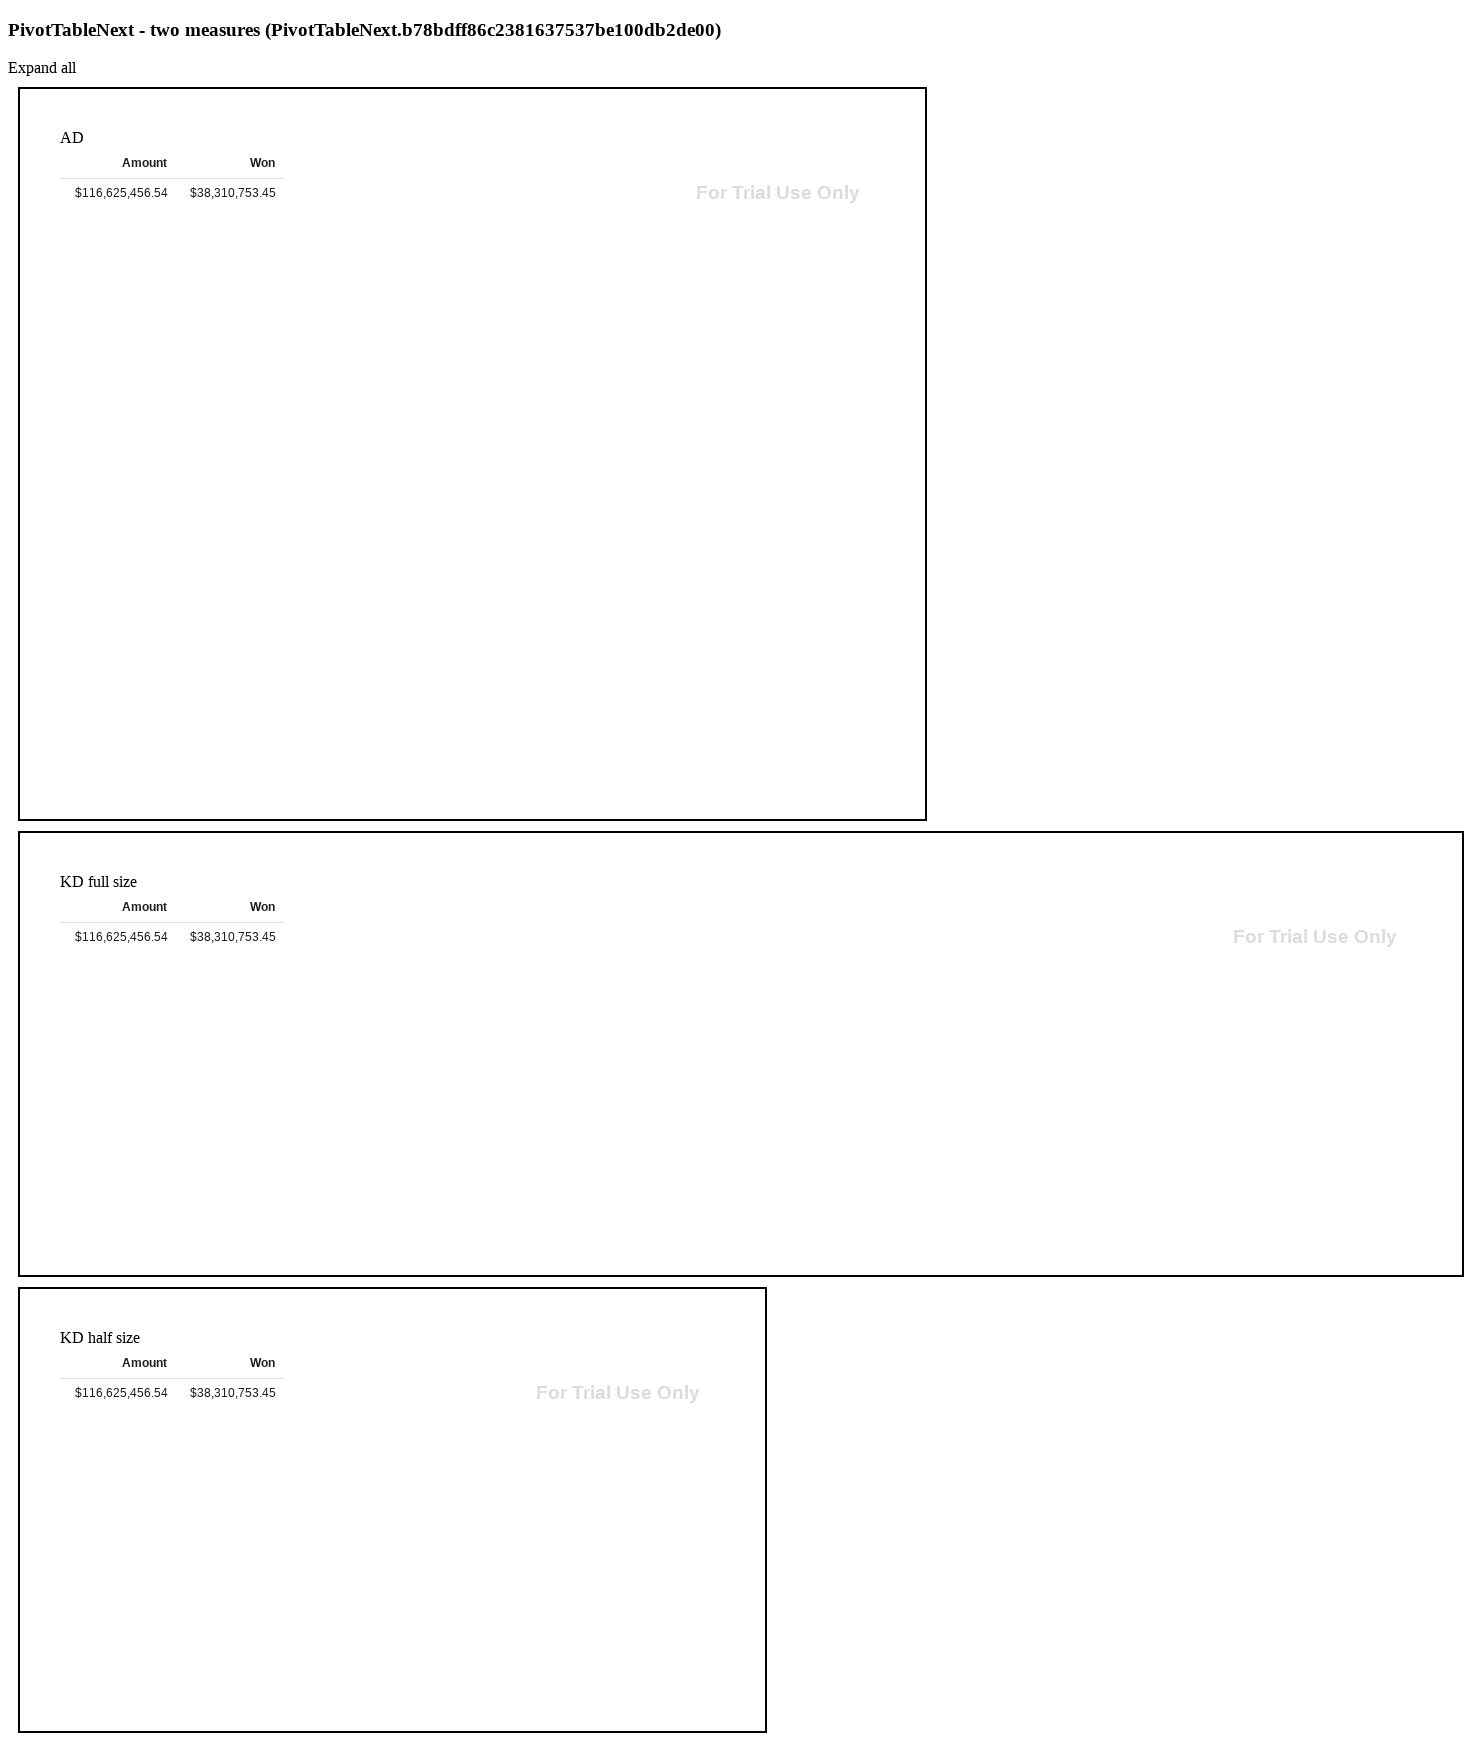 PivotTableNext - two measures (PivotTableNext.b78bdff86c2381637537be100db2de00)
Expand all
AD
Amount Won
$116,625,456.54 $38,310,753.45
For Trial Use Only
KD full size
Amount Won
$116,625,456.54 $38,310,753.45
For Trial Use Only
KD half size
Amount Won
$116,625,456.54 $38,310,753.45
For Trial Use Only